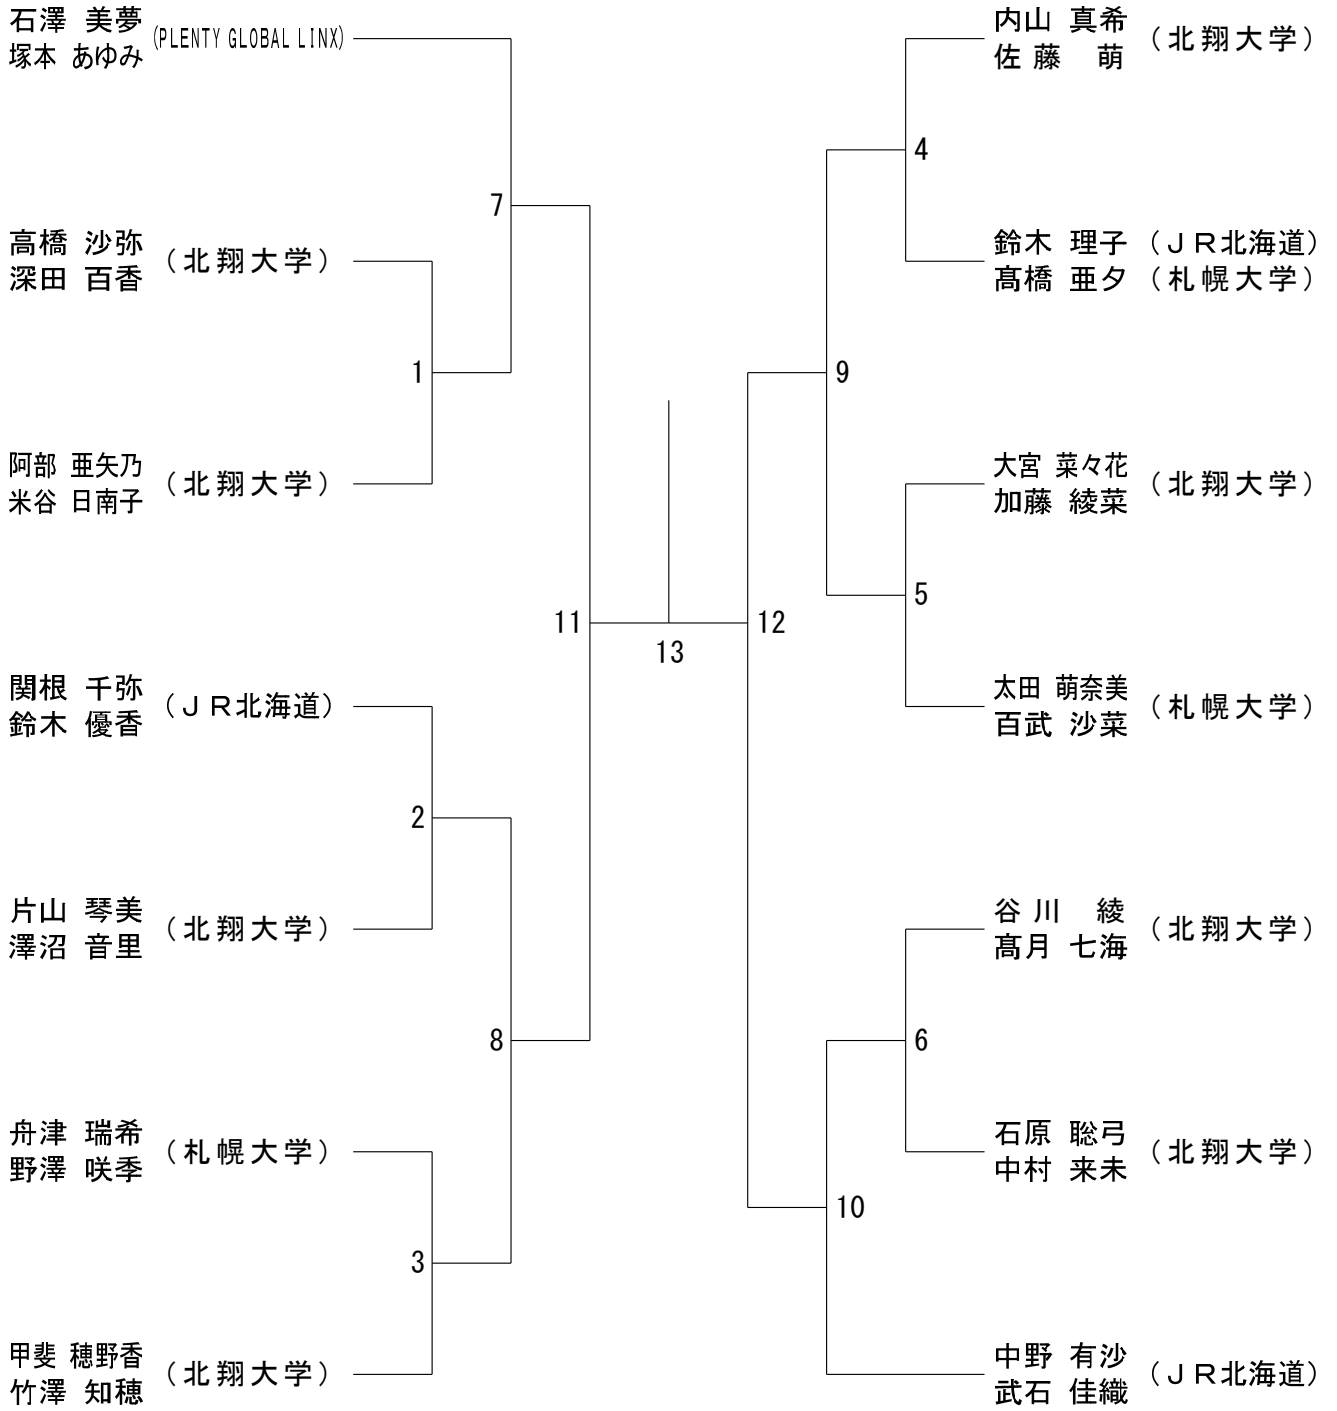 石澤 美夢
塚本 あゆみ
(PLENTY GLOBAL LINX)
7
高橋 沙弥
深田 百香
(北翔大学)
1
阿部 亜矢乃
米谷 日南子
(北翔大学)
11
関根 千弥
鈴木 優香
(ＪＲ北海道)
2
片山 琴美
澤沼 音里
(北翔大学)
8
舟津 瑞希
野澤 咲季
(札幌大学)
3
甲斐 穂野香
竹澤 知穂
(北翔大学)
13
内山 真希
佐藤 萌
(北翔大学)
4
鈴木 理子 (ＪＲ北海道)
髙橋 亜夕 (札幌大学)
9
大宮 菜々花
加藤 綾菜
(北翔大学)
5
太田 萌奈美
百武 沙菜
(札幌大学)
12
谷川 綾
髙月 七海
(北翔大学)
6
石原 聡弓
中村 来未
(北翔大学)
10
中野 有沙
武石 佳織
(ＪＲ北海道)